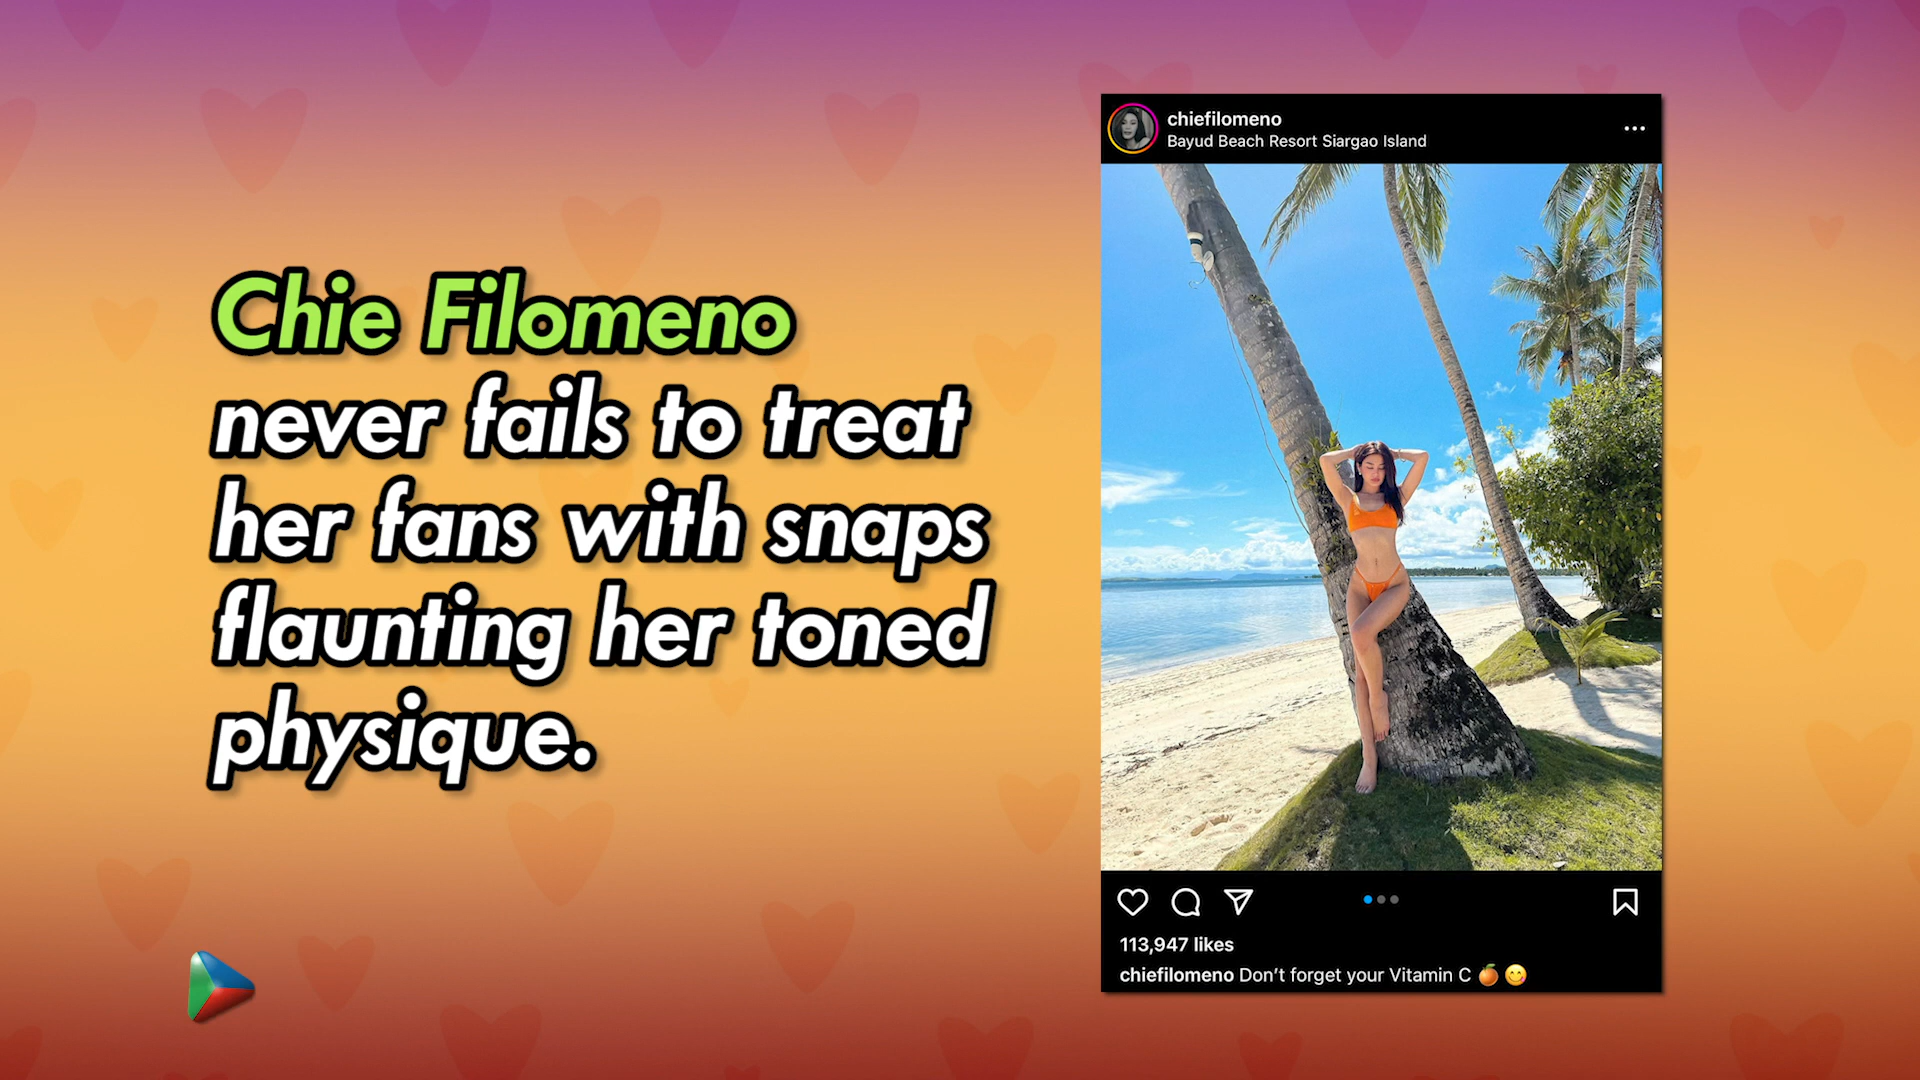 Chie Filomeno
never fails to treat
her fans with snaps
flaunting her toned
physique.
chiefilomeno
Bayud Beach Resort Siargao Island
113,947 likes
chiefilomeno Don't forget your Vitamin C 🍊 😋